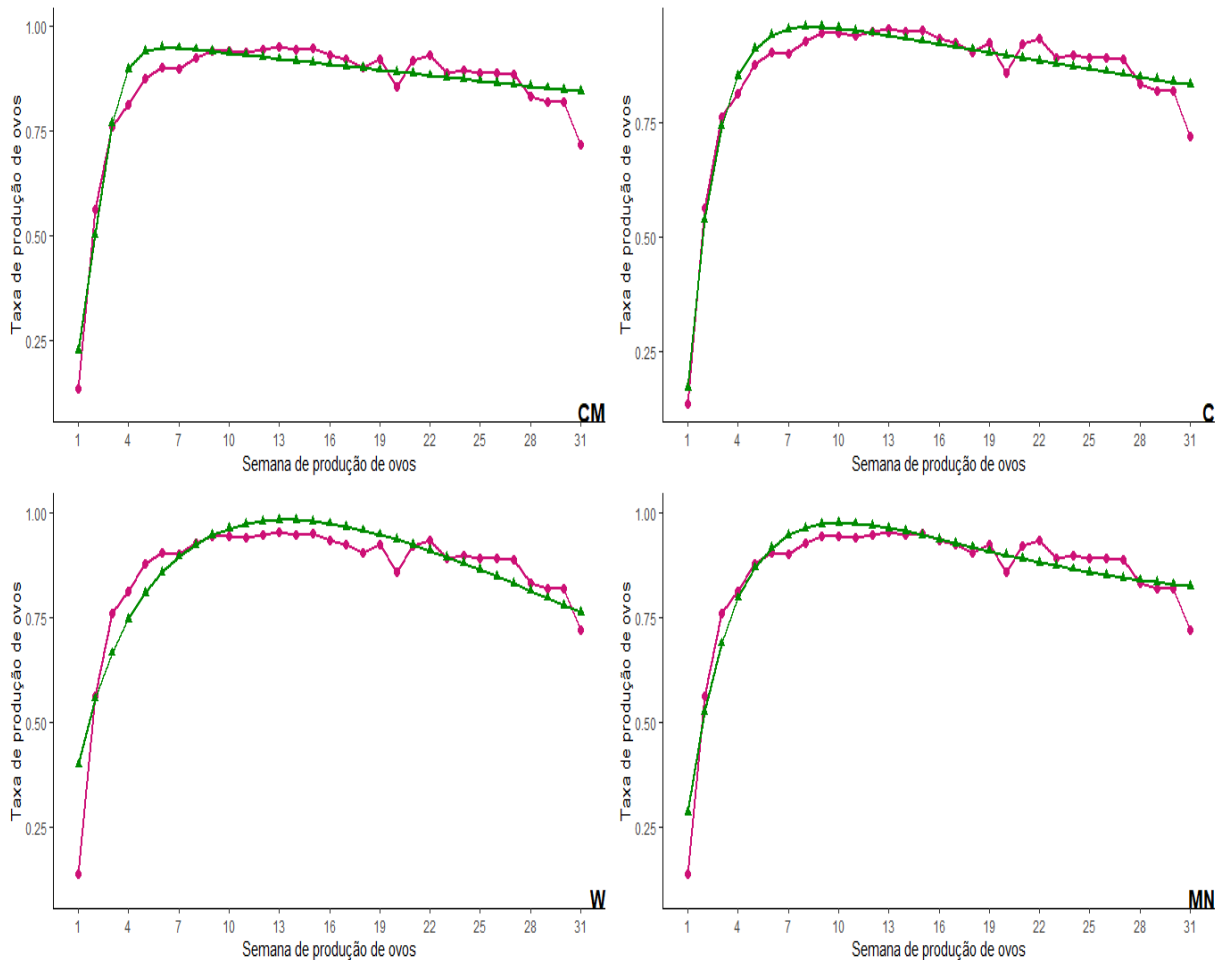 Taxa de produção de ovos
1.00
0.75
0.50
0.25
1 4 7 10 13 16 19 22 25 28 31
Semana de produção de ovos
CM
Taxa de produção de ovos
0.75
0.50
0.25
1 4 7 10 13 16 19 22 25 28 31
Semana de produção de ovos
C
Taxa de produção de ovos
1.00
0.75
0.50
0.25
1 4 7 10 13 16 19 22 25 28 31
Semana de produção de ovos
W
Taxa de produção de ovos
1.00
0.75
0.50
0.25
1 4 7 10 13 16 19 22 25 28 31
Semana de produção de ovos
MN